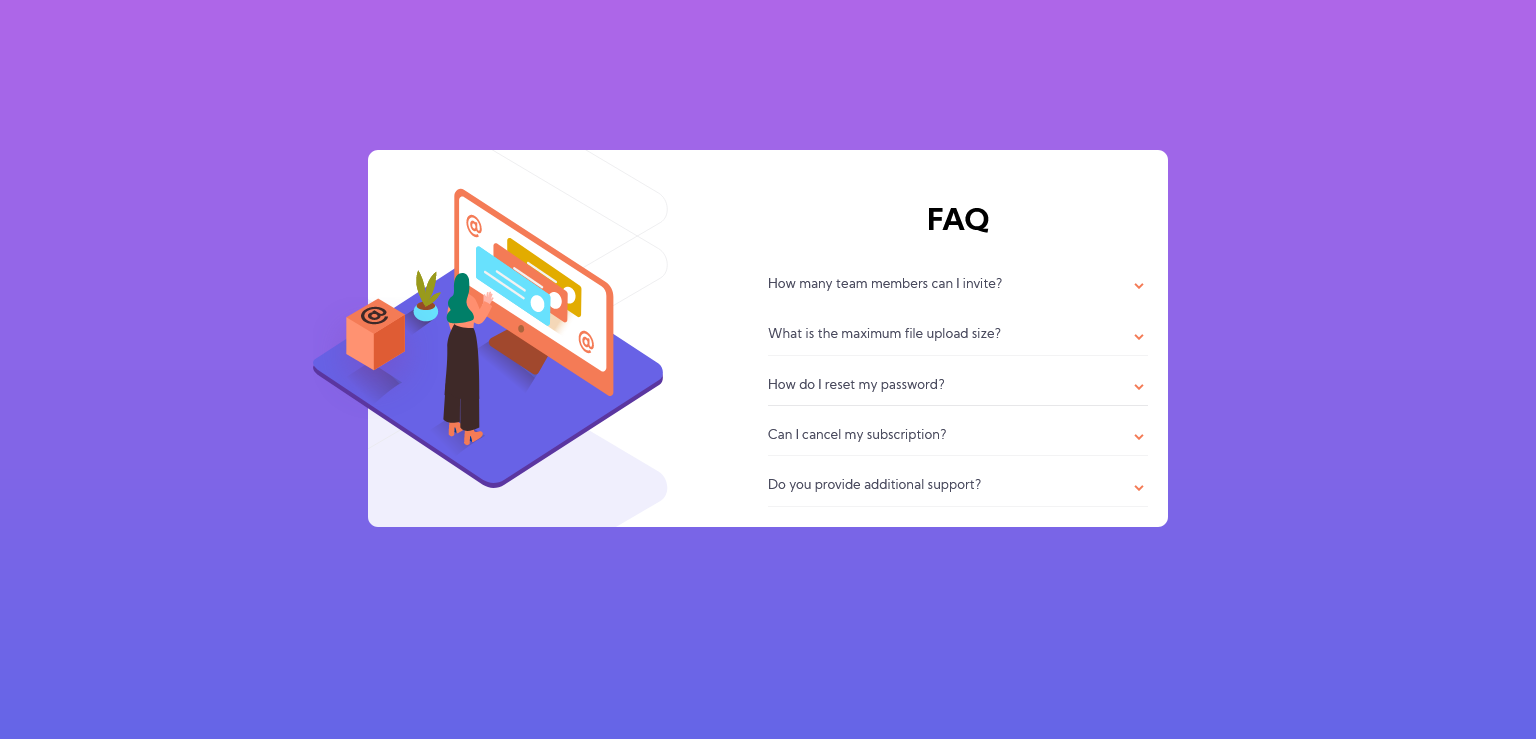 @
@
@
FAQ
How many team members can I invite?
What is the maximum file upload size?
How do I reset my password?
Can I cancel my subscription?
Do you provide additional support?